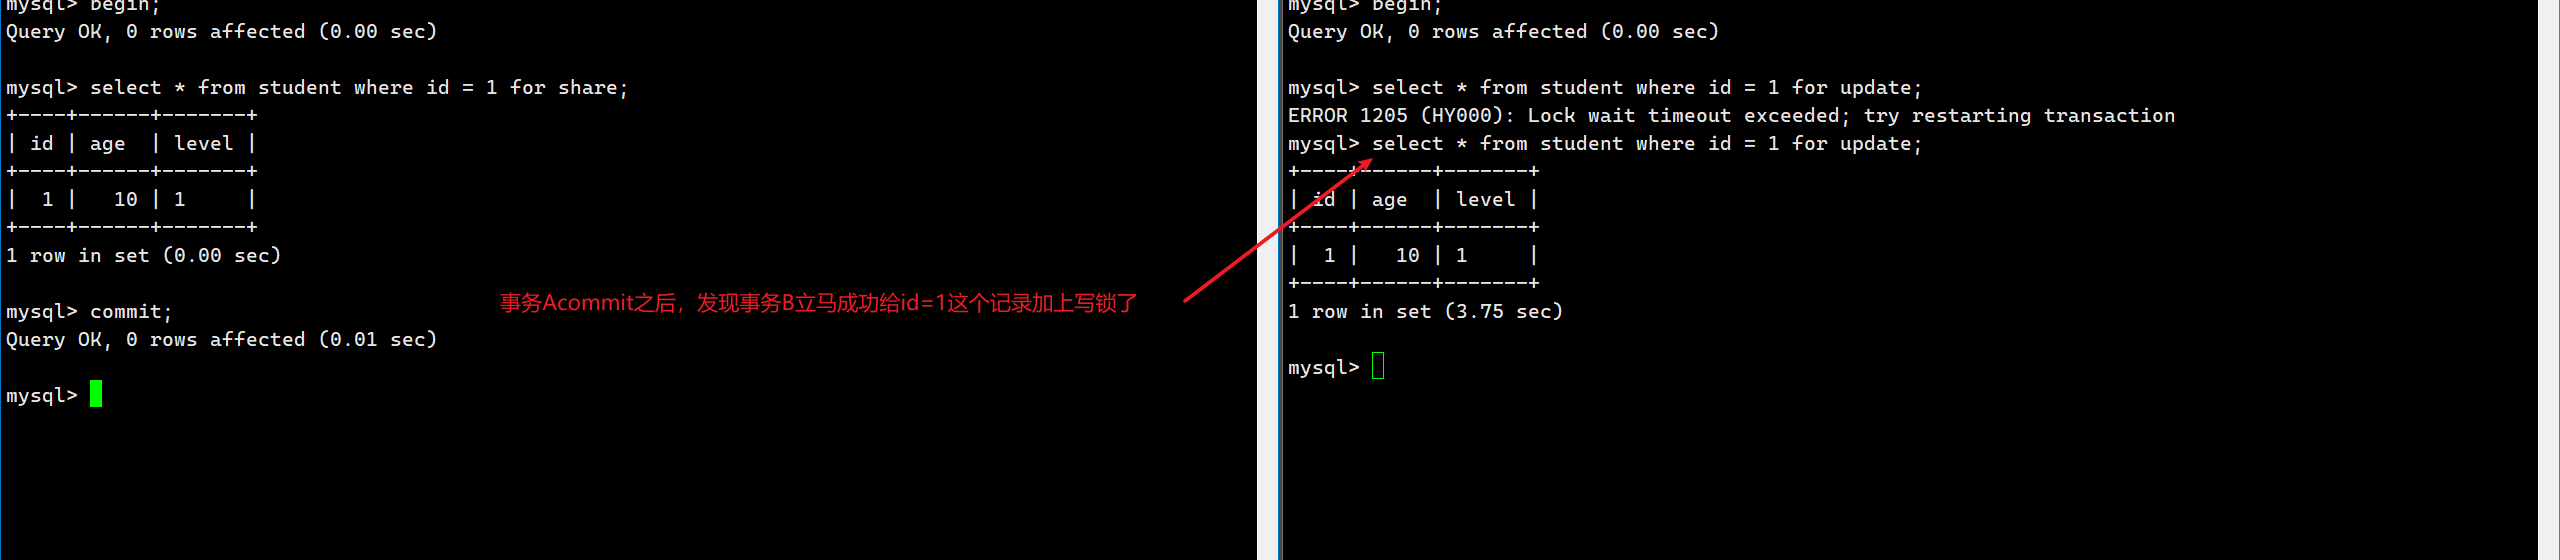 mysql> begin;
Query OK, 0 rows affected (0.00 sec)
mysql> select * from student where id = 1 for share;
+----+------+-------+
| id | age  | level |
+----+------+-------+
|  1 |   10 | 1     |
+----+------+-------+
1 row in set (0.00 sec)
mysql> commit;
Query OK, 0 rows affected (0.01 sec)
mysql>
事务Acommit之后，发现事务B立马成功给id=1这个记录加上写锁了
mysql> begin;
Query OK, 0 rows affected (0.00 sec)
mysql> select * from student where id = 1 for update;
ERROR 1205 (HY000): Lock wait timeout exceeded; try restarting transaction
mysql> select * from student where id = 1 for update;
+----+------+-------+
| id | age  | level |
+----+------+-------+
|  1 |   10 | 1     |
+----+------+-------+
1 row in set (3.75 sec)
mysql>